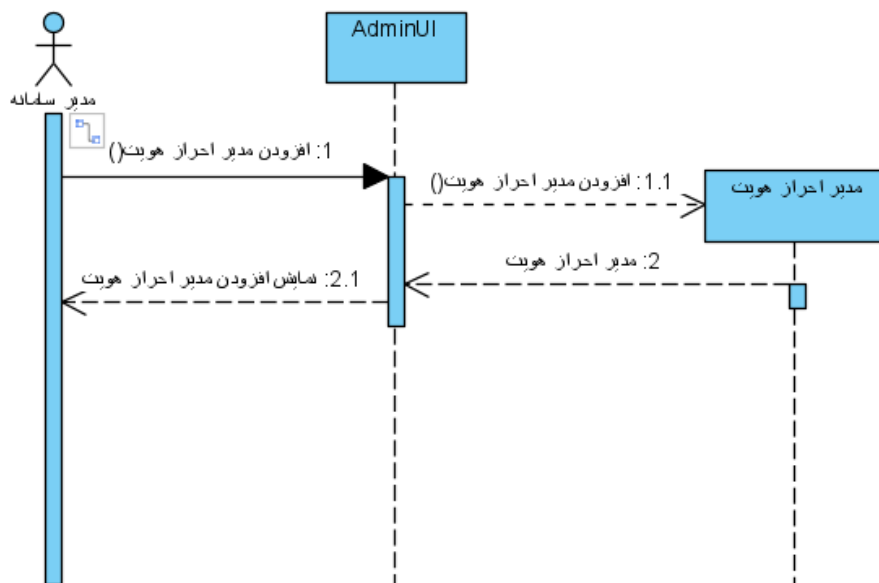 AdminUI
مدیر سامانه
1: افزودن مدیر احراز هویت()
1.1: افزودن مدیر احراز هویت()
مدیر احراز هویت
2: مدیر احراز هویت
2.1: نمایش افزودن مدیر احراز هویت